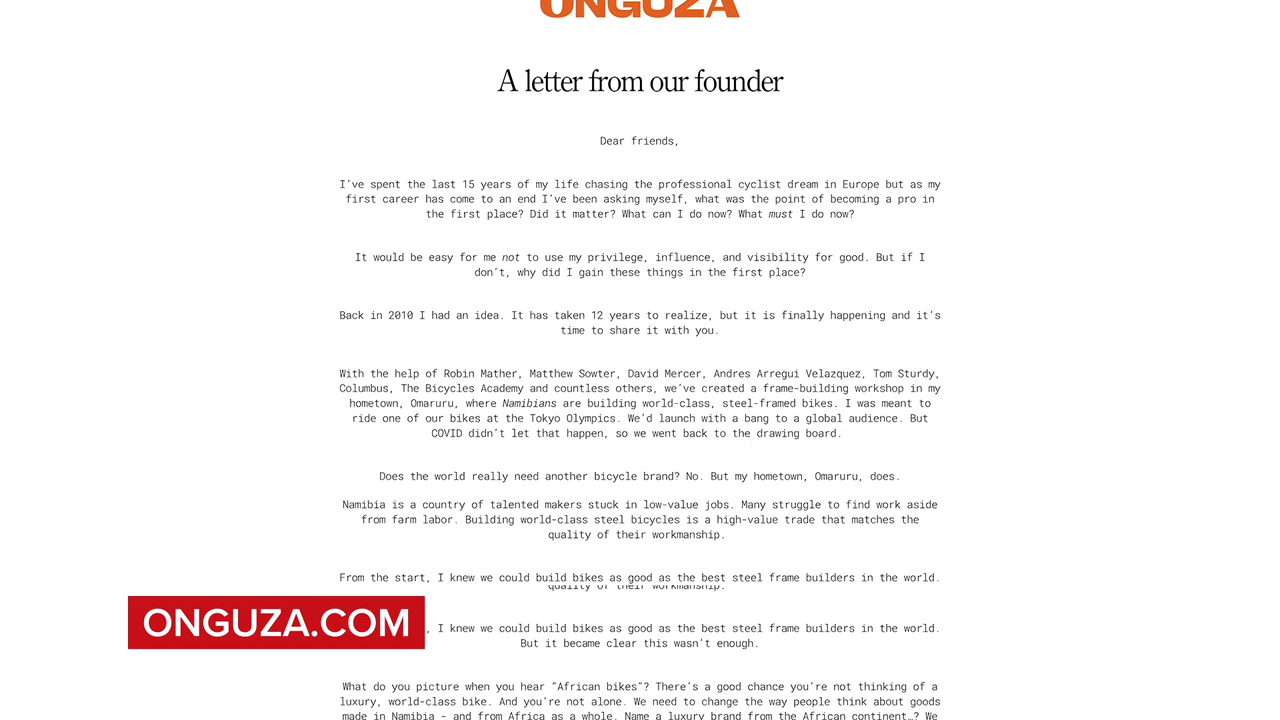 ONGUZA
A letter from our founder
Dear friends,
I've spent the last 15 years of my life chasing the professional cyclist dream in Europe but as my
first career has come to an end I've been asking myself, what was the point of becoming a pro in
the first place? Did it matter? What can I do now? What must I do now?
It would be easy for me not to use my privilege, influence, and visibility for good. But if I
don't, why did I gain these things in the first place?
Back in 2010 I had an idea. It has taken 12 years to realize, but it is finally happening and it's
time to share it with you.
With the help of Robin Mather, Matthew Sowter, David Mercer, Andres Arregui Velazquez, Tom Sturdy,
Columbus, The Bicycles Academy and countless others, we've created a frame-building workshop in my
hometown, Omaruru, where Namibians are building world-class, steel-framed bikes. I was meant to
ride one of our bikes at the Tokyo Olympics. We'd launch with a bang to a global audience. But
COVID didn't let that happen, so we went back to the drawing board.
Does the world really need another bicycle brand? No. But my hometown, Omaruru, does.
Namibia is a country of talented makers stuck in low-value jobs. Many struggle to find work aside
from farm labor. Building world-class steel bicycles is a high-value trade that matches the
quality of their workmanship.
From the start, I knew we could build bikes as good as the best steel frame builders in the world.
quality of their workmanship.
ONGUZA.COM
, I knew we could build bikes as good as the best steel frame builders in the world.
But it became clear this wasn't enough.
What do you picture when you hear "African bikes"? There's a good chance you're not thinking of a
luxury, world-class bike. And you're not alone. We need to change the way people think about goods
made in Namibia - and from Africa as a whole. Name a luxury brand from the African continent…? We